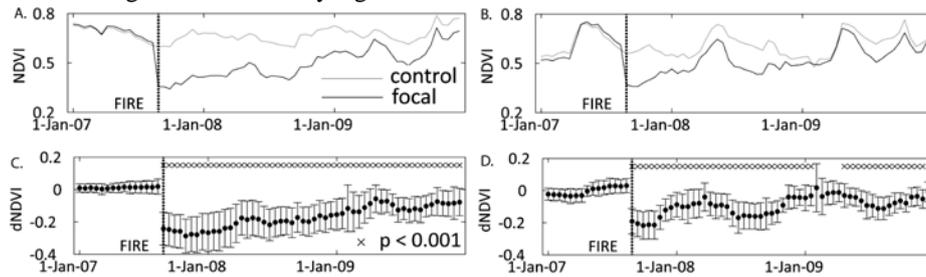 A.
0.8
NDVI
0.5
0.2
FIRE
control
focal
1-Jan-07
1-Jan-08
1-Jan-09
B.
0.8
NDVI
0.5
0.2
FIRE
1-Jan-07
1-Jan-08
1-Jan-09
C.
0.2
dNDVI
0
-0.2
-0.4
FIRE
× p < 0.001
1-Jan-07
1-Jan-08
1-Jan-09
D.
0.2
dNDVI
0
-0.2
-0.4
FIRE
1-Jan-07
1-Jan-08
1-Jan-09